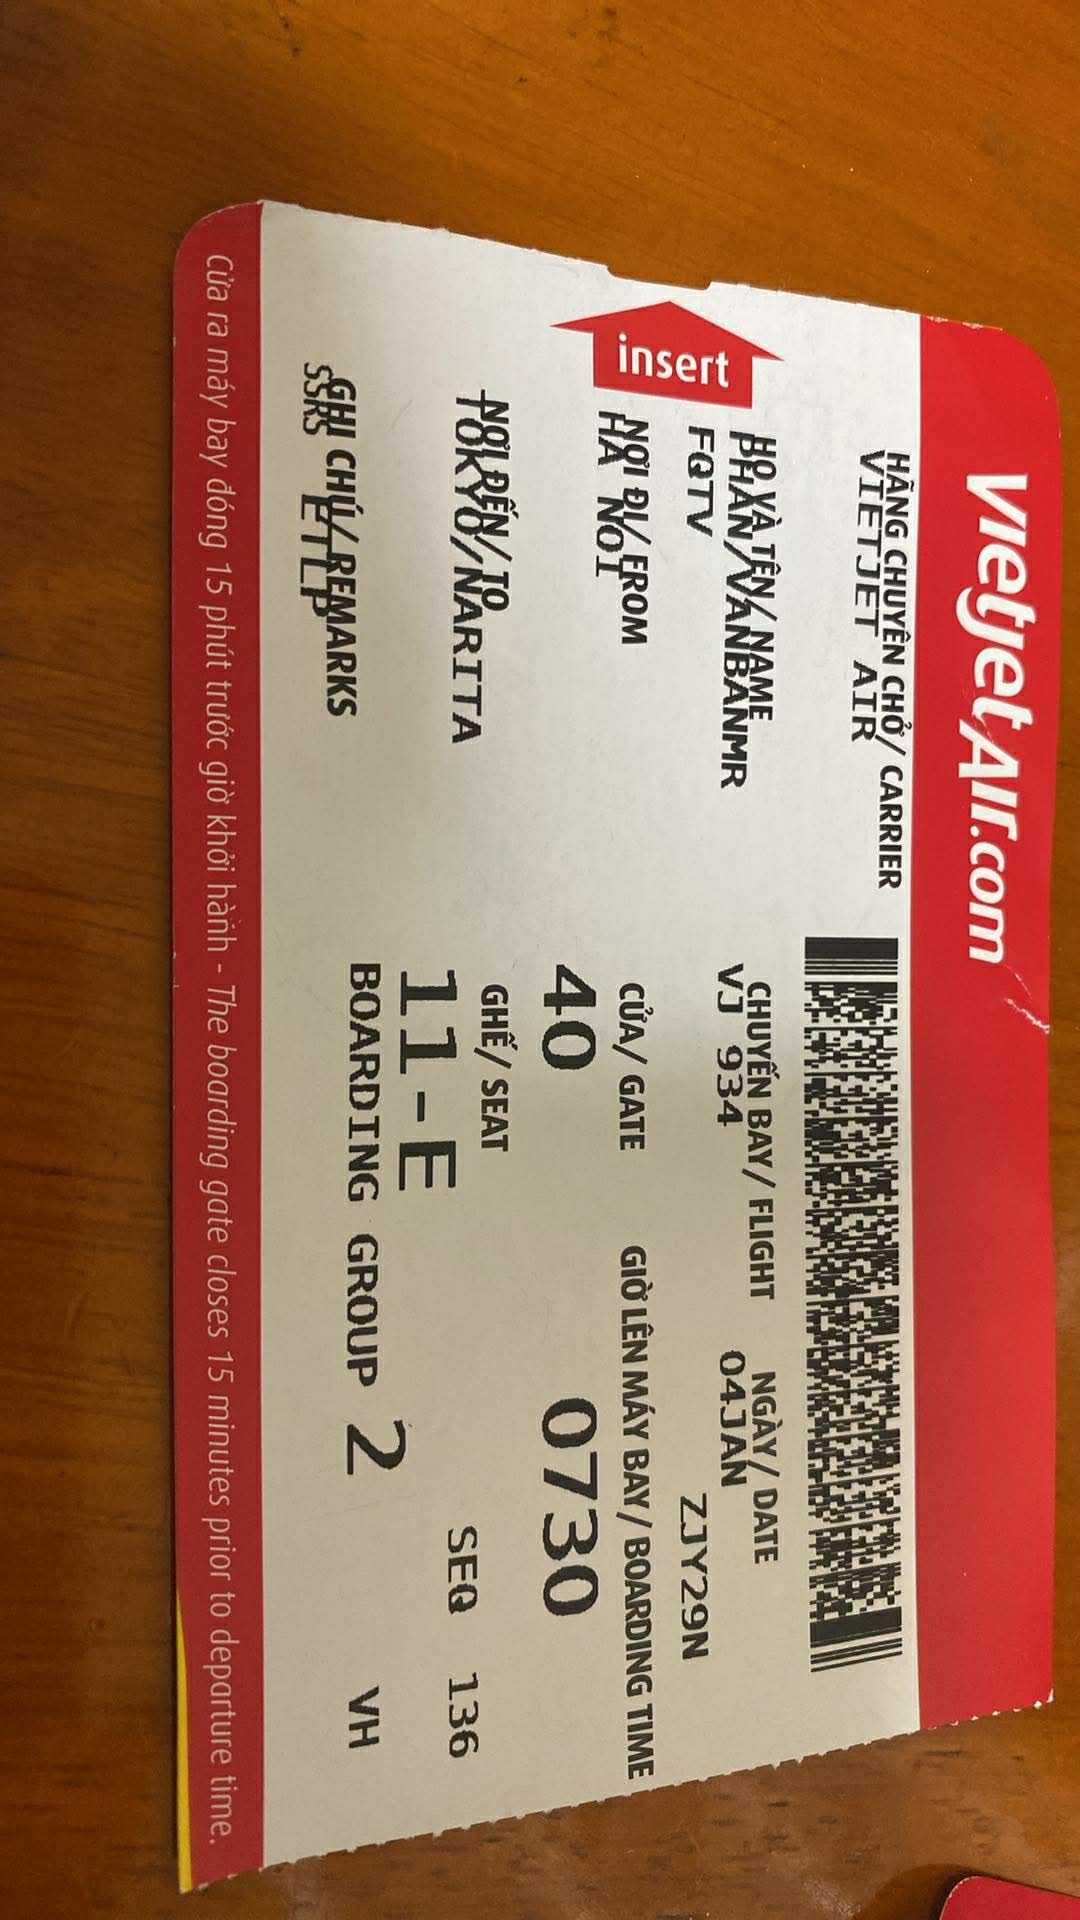 vietjetAir.com
HÃNG CHUYÊN CHỞ/ CARRIER
VIETJET AIR
HỌ VÀ TÊN/ NAME
PHAN/VANBANMR
CHUYẾN BAY/ FLIGHT
VJ 934
NGÀY/ DATE
04JAN
FQTV
ZJY29N
insert
NƠI ĐI/ FROM
HA NOI
CỬA/ GATE
40
GIỜ LÊN MÁY BAY/ BOARDING TIME
0730
NƠI ĐẾN/ TO
TOKYO/NARITA
GHẾ/ SEAT
11-E
SEQ 136
GHI CHÚ/ REMARKS
SSRS ETLP
BOARDING GROUP 2
VH
Cửa ra máy bay đóng 15 phút trước giờ khởi hành - The boarding gate closes 15 minutes prior to departure time.